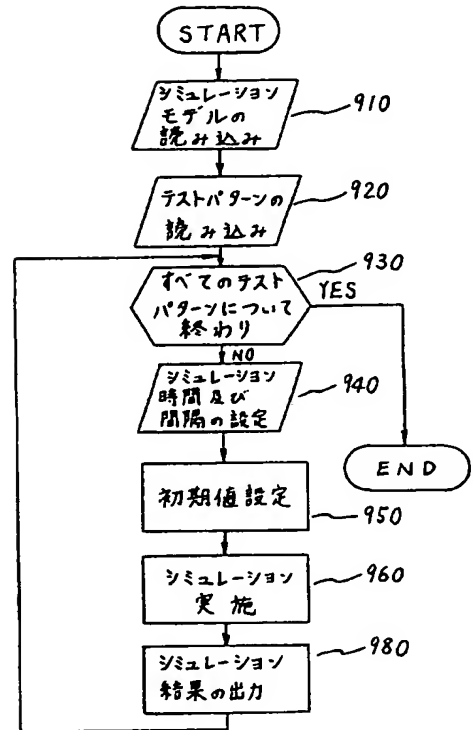 START
シミュレーション
モデルの
読み込み
910
テストパターンの
読み込み
920
すべてのテスト
パターンについて
終わり
930
YES
NO
シミュレーション
時間及び
間隔の設定
940
END
初期値設定
950
シミュレーション
実施
960
シミュレーション
結果の出力
980